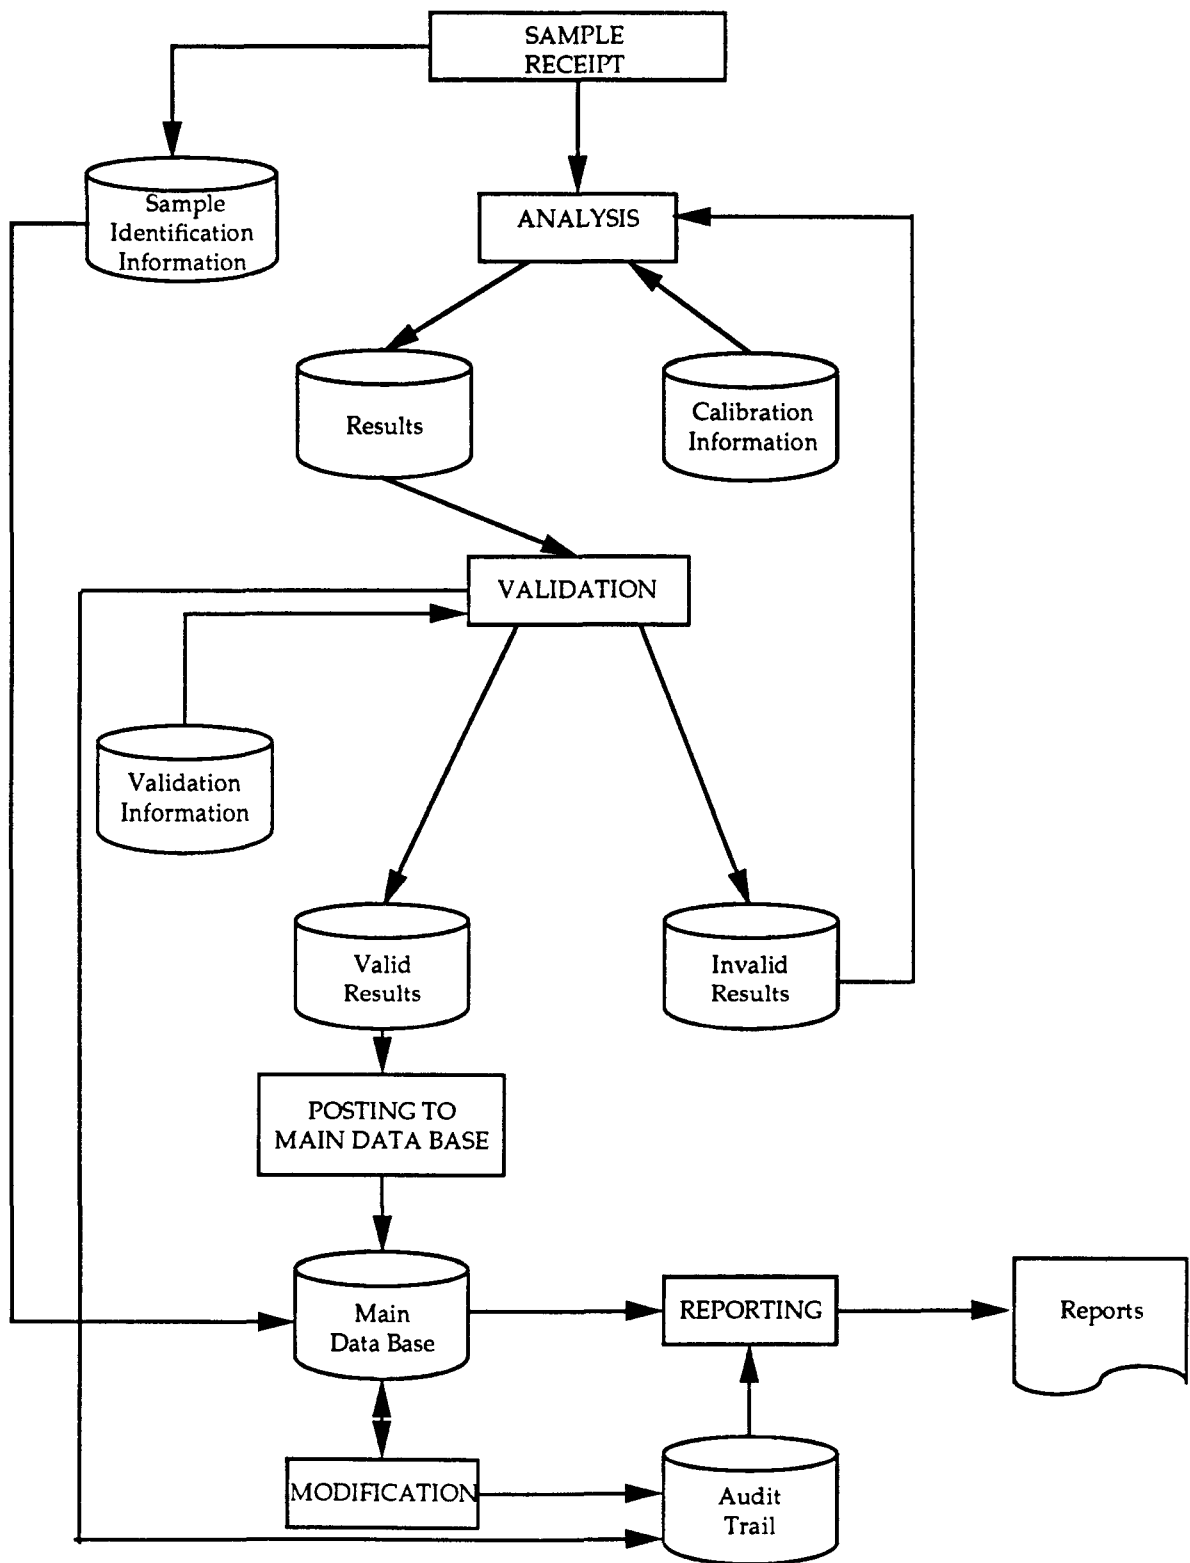 SAMPLE
RECEIPT
Sample
Identification
Information
ANALYSIS
Results
Calibration
Information
VALIDATION
Validation
Information
Valid
Results
Invalid
Results
POSTING TO
MAIN DATA BASE
Main
Data Base
REPORTING
Reports
MODIFICATION
Audit
Trail